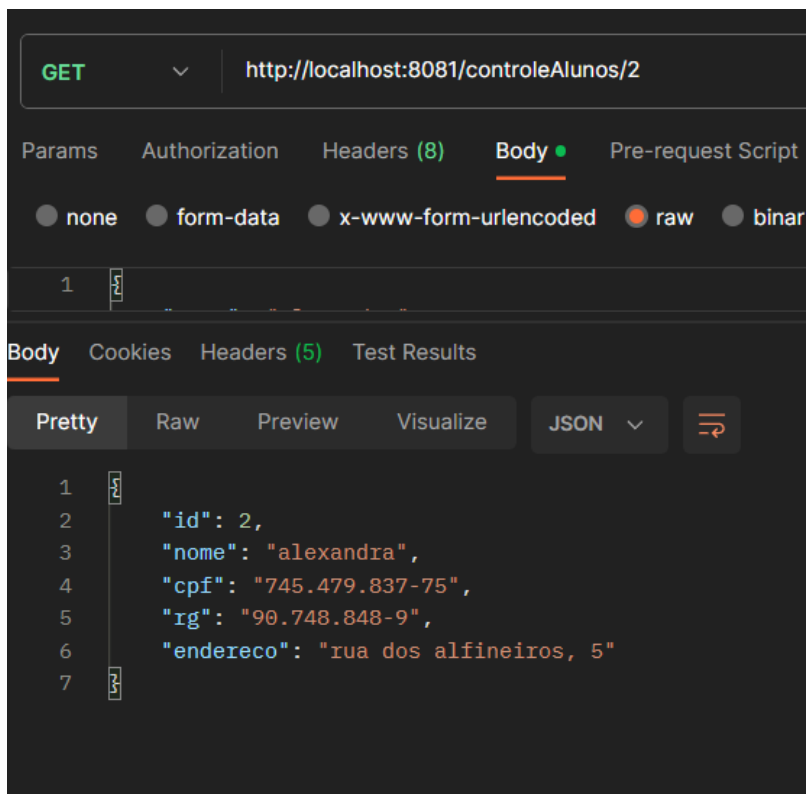 GET http://localhost:8081/controleAlunos/2
Params Authorization Headers (8) Body Pre-request Script
none form-data x-www-form-urlencoded raw binar
1 {
Body Cookies Headers (5) Test Results
Pretty Raw Preview Visualize JSON
1 {
2 "id": 2,
3 "nome": "alexandra",
4 "cpf": "745.479.837-75",
5 "rg": "90.748.848-9",
6 "endereco": "rua dos alfineiros, 5"
7 }